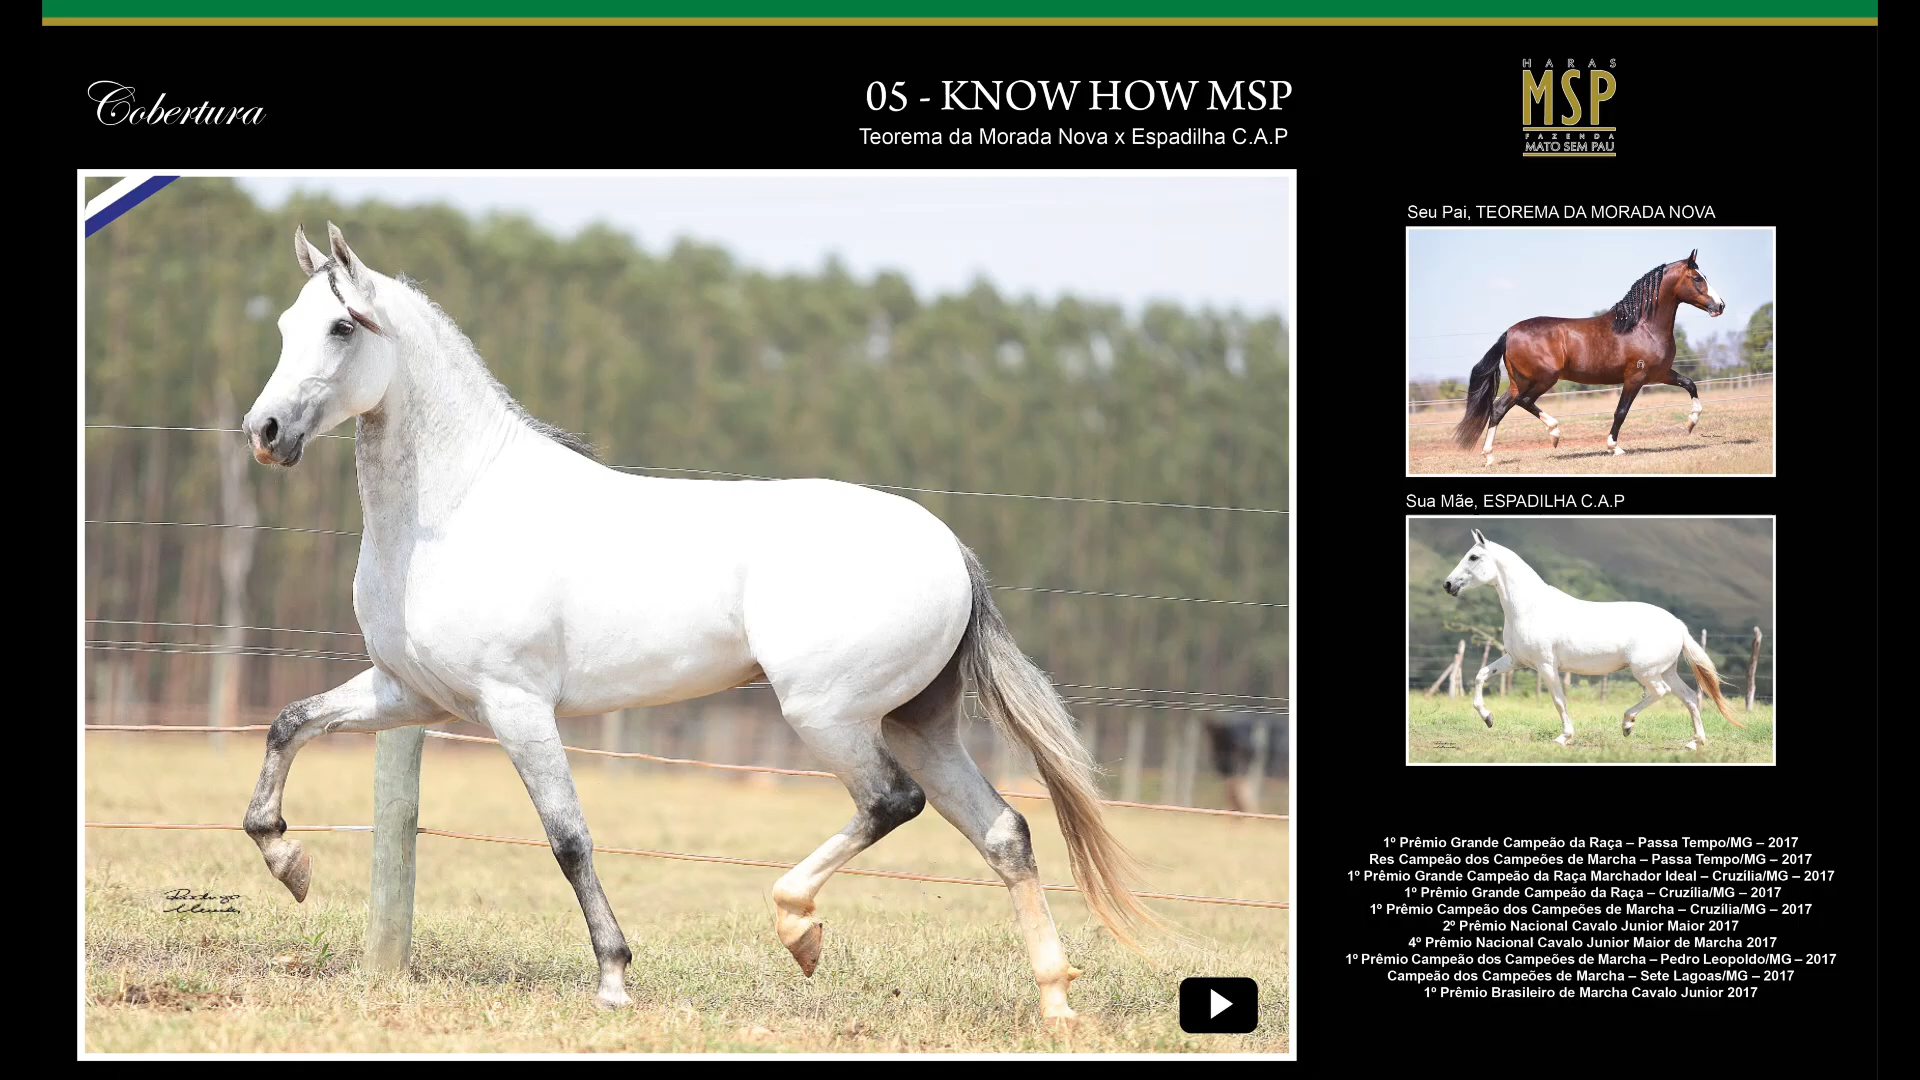 Cobertura
05 - KNOW HOW MSP
Teorema da Morada Nova x Espadilha C.A.P
HARAS
MSP
FAZENDA
MATO SEM PAU
Seu Pai, TEOREMA DA MORADA NOVA
Sua Mãe, ESPADILHA C.A.P
1º Prêmio Grande Campeão da Raça – Passa Tempo/MG – 2017
Res Campeão dos Campeões de Marcha – Passa Tempo/MG – 2017
1º Prêmio Grande Campeão da Raça Marchador Ideal – Cruzília/MG – 2017
1º Prêmio Grande Campeão da Raça – Cruzília/MG – 2017
1º Prêmio Campeão dos Campeões de Marcha – Cruzília/MG – 2017
2º Prêmio Nacional Cavalo Junior Maior 2017
4º Prêmio Nacional Cavalo Junior Maior de Marcha 2017
1º Prêmio Campeão dos Campeões de Marcha – Pedro Leopoldo/MG – 2017
Campeão dos Campeões de Marcha – Sete Lagoas/MG – 2017
1º Prêmio Brasileiro de Marcha Cavalo Junior 2017